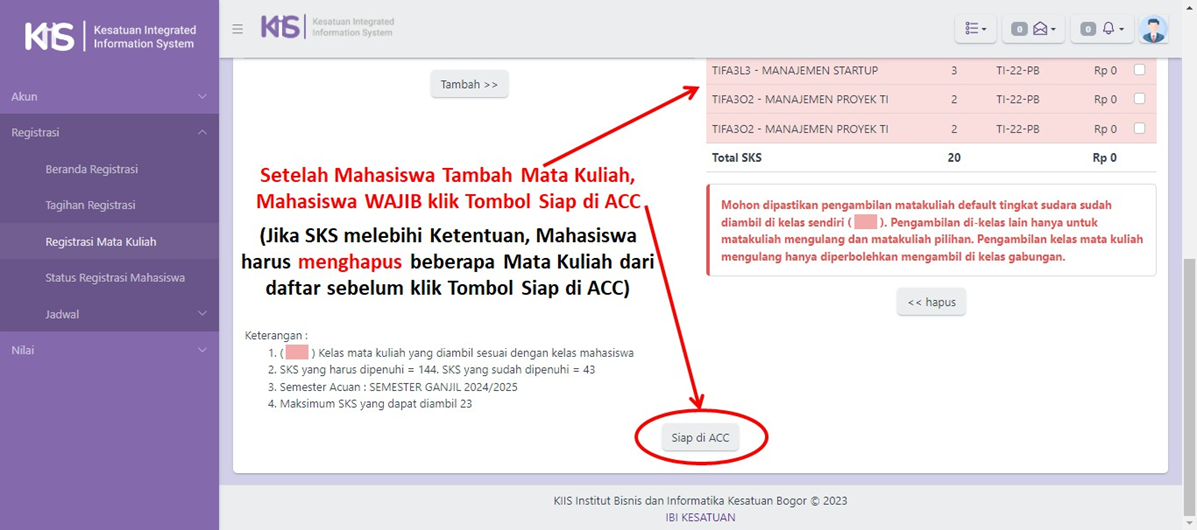 KIIS Kesatuan Integrated
Information System
KIIS Kesatuan Integrated
Information System
0
0
Akun
Registrasi
Beranda Registrasi
Tagihan Registrasi
Registrasi Mata Kuliah
Status Registrasi Mahasiswa
Jadwal
Nilai
Tambah >>
TIFA3L3 - MANAJEMEN STARTUP 3 TI-22-PB Rp 0
TIFA3O2 - MANAJEMEN PROYEK TI 2 TI-22-PB Rp 0
TIFA3O2 - MANAJEMEN PROYEK TI 2 TI-22-PB Rp 0
Total SKS 20 Rp 0
Setelah Mahasiswa Tambah Mata Kuliah,
Mahasiswa WAJIB klik Tombol Siap di ACC
(Jika SKS melebihi Ketentuan, Mahasiswa
harus menghapus beberapa Mata Kuliah dari
daftar sebelum klik Tombol Siap di ACC)
Mohon dipastikan pengambilan matakuliah default tingkat sudara sudah
diambil di kelas sendiri ( ). Pengambilan di-kelas lain hanya untuk
matakuliah mengulang dan matakuliah pilihan. Pengambilan kelas mata kuliah
mengulang hanya diperbolehkan mengambil di kelas gabungan.
<< hapus
Keterangan :
1. ( ) Kelas mata kuliah yang diambil sesuai dengan kelas mahasiswa
2. SKS yang harus dipenuhi = 144. SKS yang sudah dipenuhi = 43
3. Semester Acuan : SEMESTER GANJIL 2024/2025
4. Maksimum SKS yang dapat diambil 23
Siap di ACC
KIIS Institut Bisnis dan Informatika Kesatuan Bogor © 2023
IBI KESATUAN